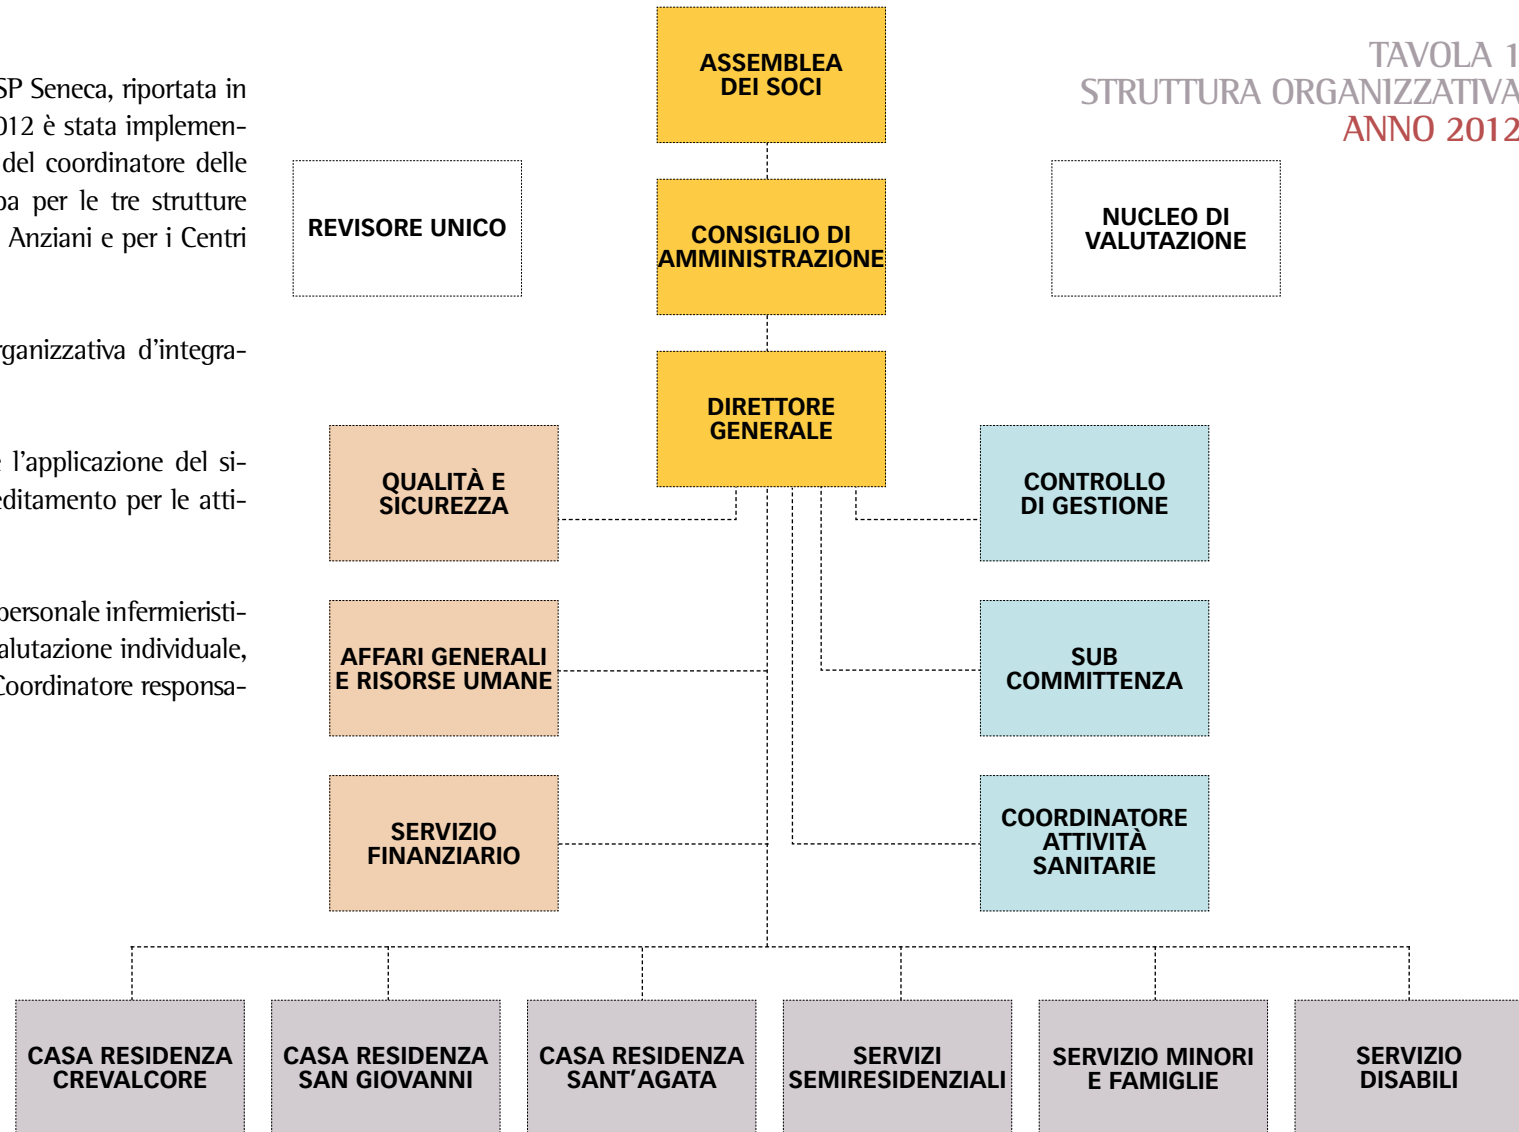 SP Seneca, riportata in
012 è stata implemen-
del coordinatore delle
pa per le tre strutture
Anziani e per i Centri
rganizzativa d'integra-
e l'applicazione del si-
editamento per le atti-
personale infermieristi-
alutazione individuale,
Coordinatore responsa-
TAVOLA 1
STRUTTURA ORGANIZZATIVA
ANNO 2012
ASSEMBLEA
DEI SOCI
REVISORE UNICO
CONSIGLIO DI
AMMINISTRAZIONE
NUCLEO DI
VALUTAZIONE
DIRETTORE
GENERALE
QUALITÀ E
SICUREZZA
CONTROLLO
DI GESTIONE
AFFARI GENERALI
E RISORSE UMANE
SUB
COMMITTENZA
SERVIZIO
FINANZIARIO
COORDINATORE
ATTIVITÀ
SANITARIE
CASA RESIDENZA
CREVALCORE
CASA RESIDENZA
SAN GIOVANNI
CASA RESIDENZA
SANT'AGATA
SERVIZI
SEMIRESIDENZIALI
SERVIZIO MINORI
E FAMIGLIE
SERVIZIO
DISABILI